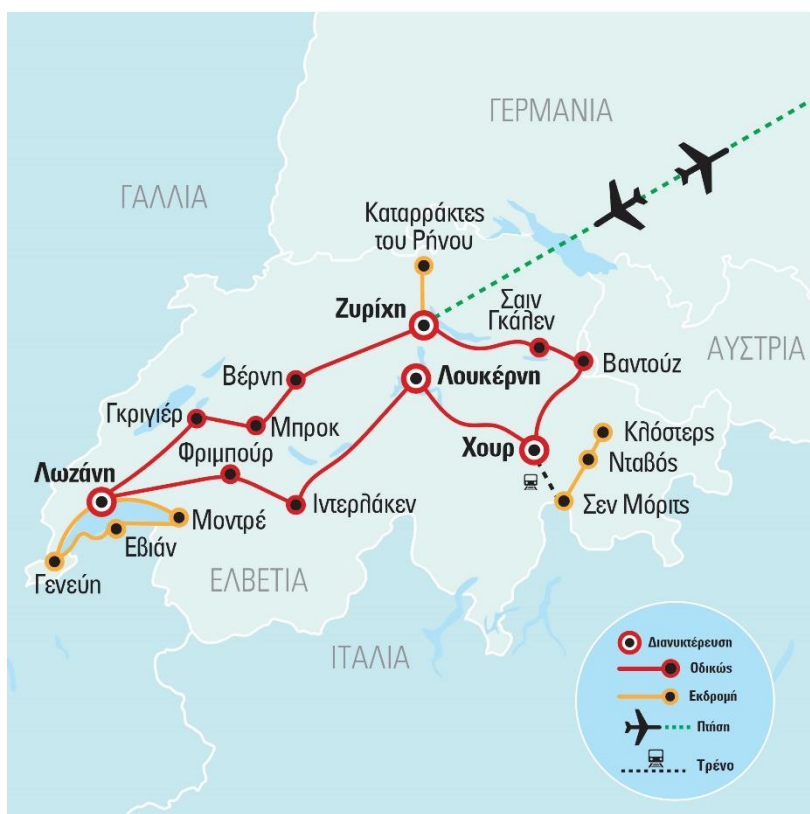 ΓΕΡΜΑΝΙΑ
ΓΑΛΛΙΑ
Καταρράκτες
του Ρήνου
Ζυρίχη
Σαιν
Γκάλεν
ΑΥΣΤΡΙΑ
Βαντούζ
Βέρνη
Λουκέρνη
Γκριγιέρ
Μπροκ
Χουρ
Κλόστερς
Φριμπούρ
Νταβός
Λωζάνη
Ιντερλάκεν
Σεν Μόριτς
Μοντρέ
Εβιάν
Γενεύη
ΕΛΒΕΤΙΑ
ΙΤΑΛΙΑ
Διανυκτέρευση
Οδικώς
Εκδρομή
Πτήση
Τρένο